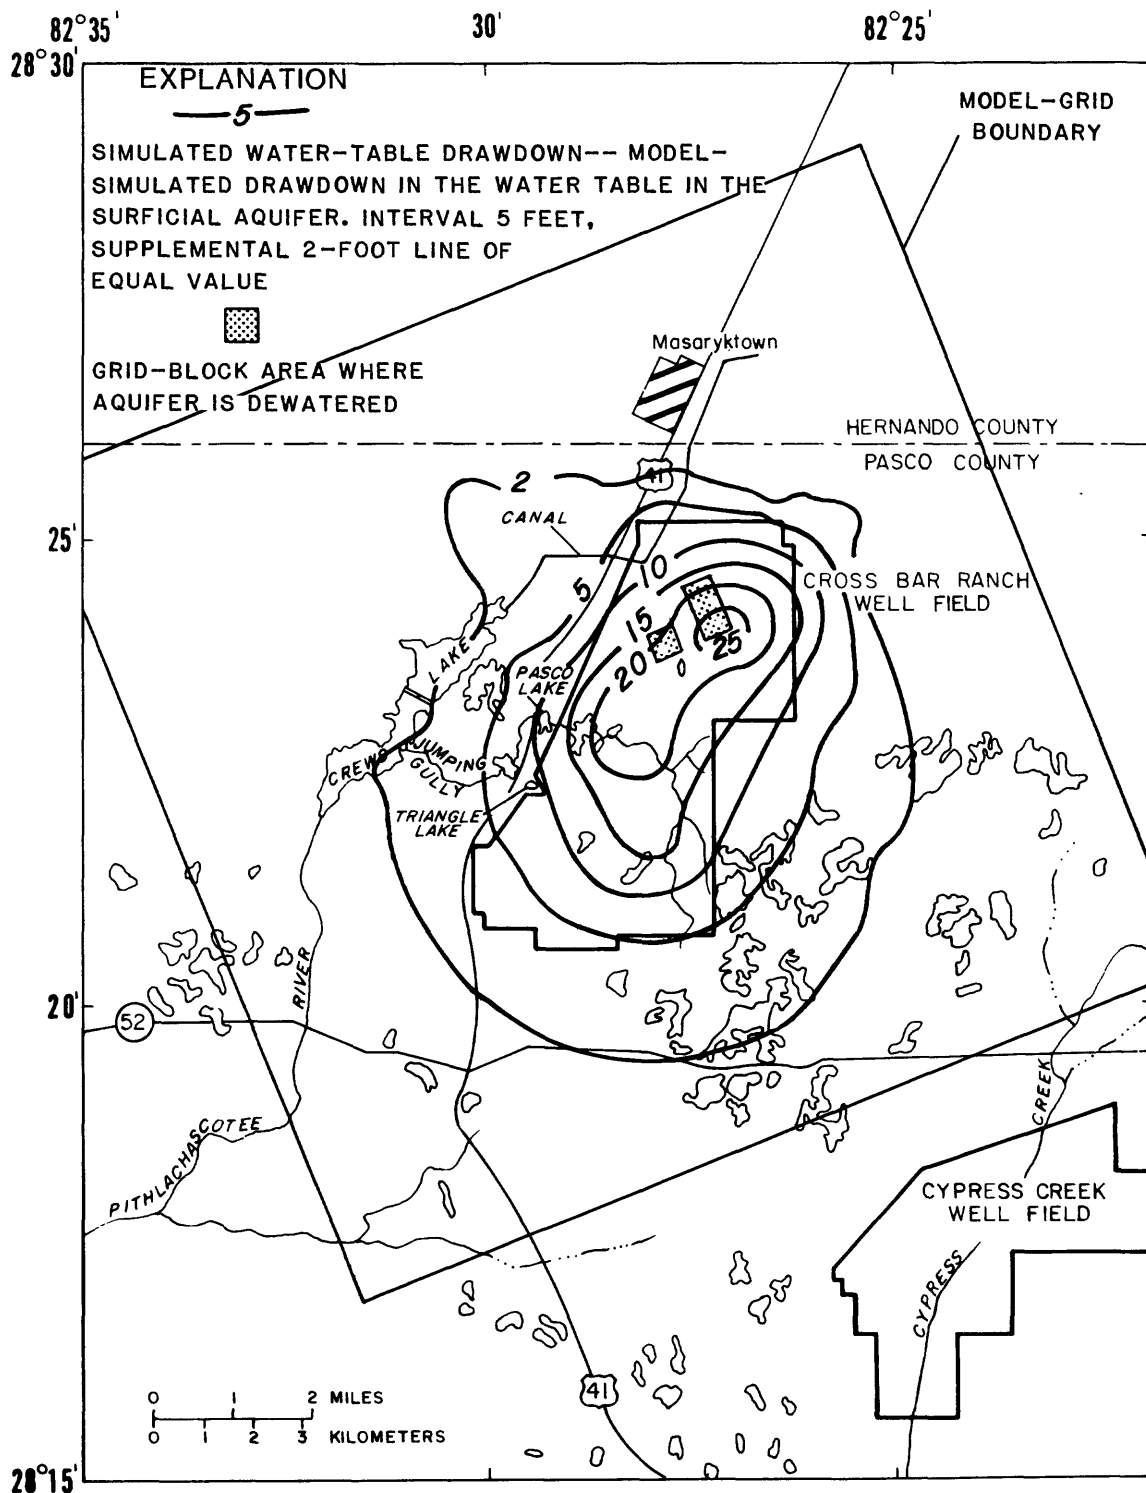 82°35'
30'
82°25'
28°30'
EXPLANATION
5
SIMULATED WATER-TABLE DRAWDOWN-- MODEL-
SIMULATED DRAWDOWN IN THE WATER TABLE IN THE
SURFICIAL AQUIFER. INTERVAL 5 FEET,
SUPPLEMENTAL 2-FOOT LINE OF
EQUAL VALUE
GRID-BLOCK AREA WHERE
AQUIFER IS DEWATERED
MODEL-GRID
BOUNDARY
Masaryktown
HERNANDO COUNTY
PASCO COUNTY
41
2
CANAL
25'
5
10
15
20
25
CROSS BAR RANCH
WELL FIELD
LAKE
PASCO
LAKE
CREWS
JUMPING
GULLY
TRIANGLE
LAKE
RIVER
20'
52
PITHLACHASCOTEE
CREEK
CYPRESS CREEK
WELL FIELD
CYPRESS
41
0 1 2 MILES
0 1 2 3 KILOMETERS
28°15'